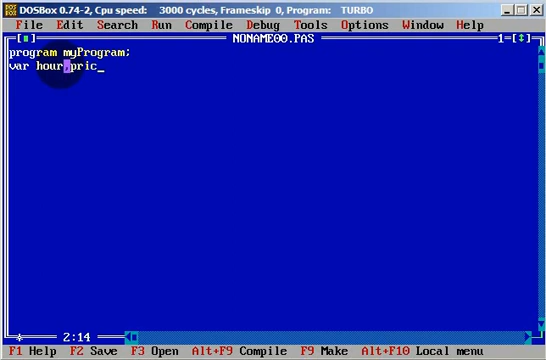 DOSBox 0.74-2, Cpu speed: 3000 cycles, Frameskip 0, Program: TURBO
File Edit Search Run Compile Debug Tools Options Window Help
NONAME00.PAS 1=[↕]
program myProgram;
var hour,pric_
2:14
F1 Help F2 Save F3 Open Alt+F9 Compile F9 Make Alt+F10 Local menu